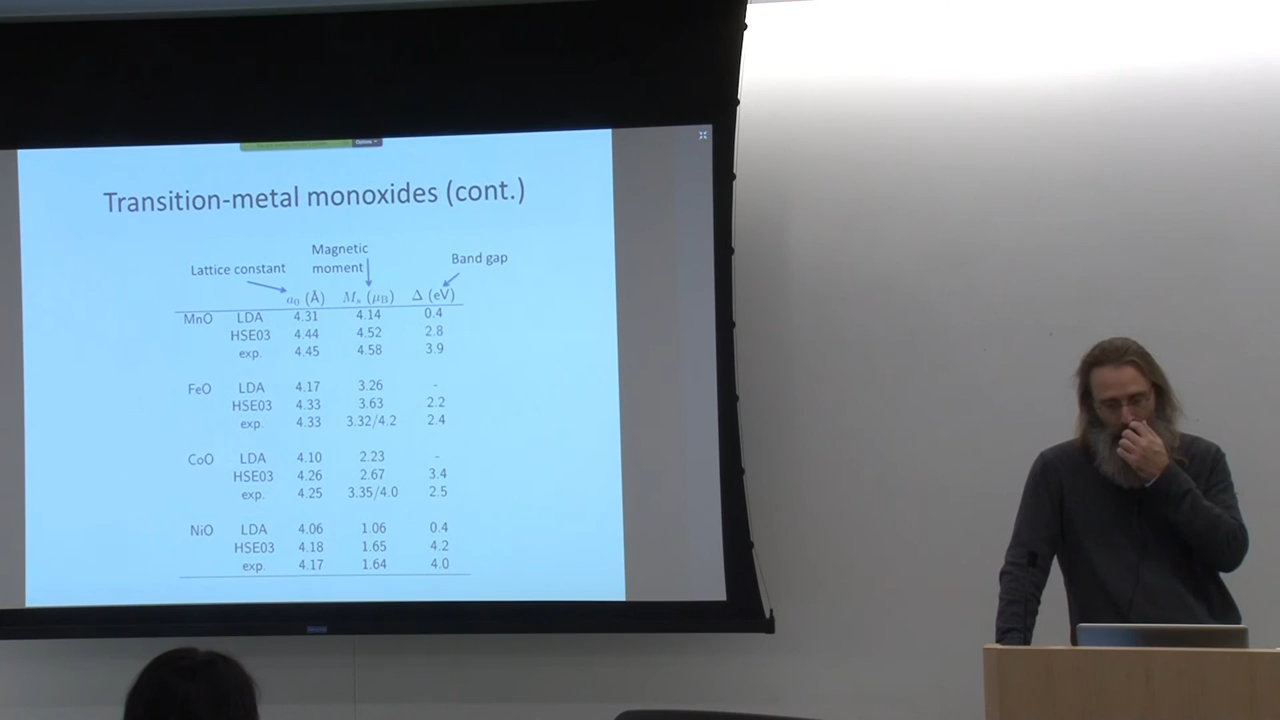 Options
Transition-metal monoxides (cont.)
Magnetic
Lattice constant moment Band gap
a₀ (Å) Mₛ (μB) Δ (eV)
MnO LDA 4.31 4.14 0.4
HSE03 4.44 4.52 2.8
exp. 4.45 4.58 3.9
FeO LDA 4.17 3.26 -
HSE03 4.33 3.63 2.2
exp. 4.33 3.32/4.2 2.4
CoO LDA 4.10 2.23 -
HSE03 4.26 2.67 3.4
exp. 4.25 3.35/4.0 2.5
NiO LDA 4.06 1.06 0.4
HSE03 4.18 1.65 4.2
exp. 4.17 1.64 4.0